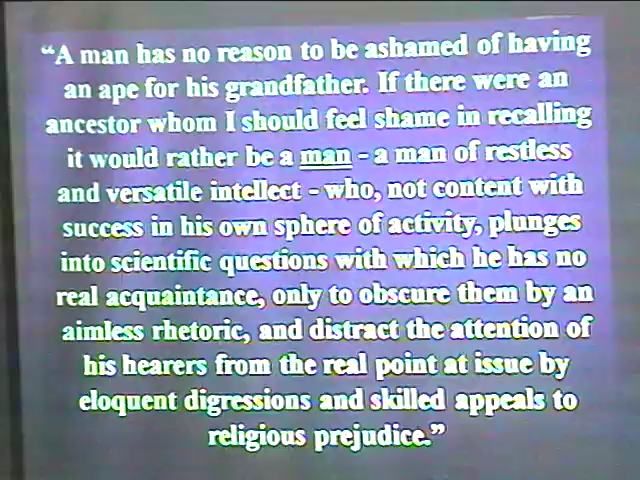 “A man has no reason to be ashamed of having
an ape for his grandfather. If there were an
ancestor whom I should feel shame in recalling
it would rather be a man - a man of restless
and versatile intellect - who, not content with
success in his own sphere of activity, plunges
into scientific questions with which he has no
real acquaintance, only to obscure them by an
aimless rhetoric, and distract the attention of
his hearers from the real point at issue by
eloquent digressions and skilled appeals to
religious prejudice.”